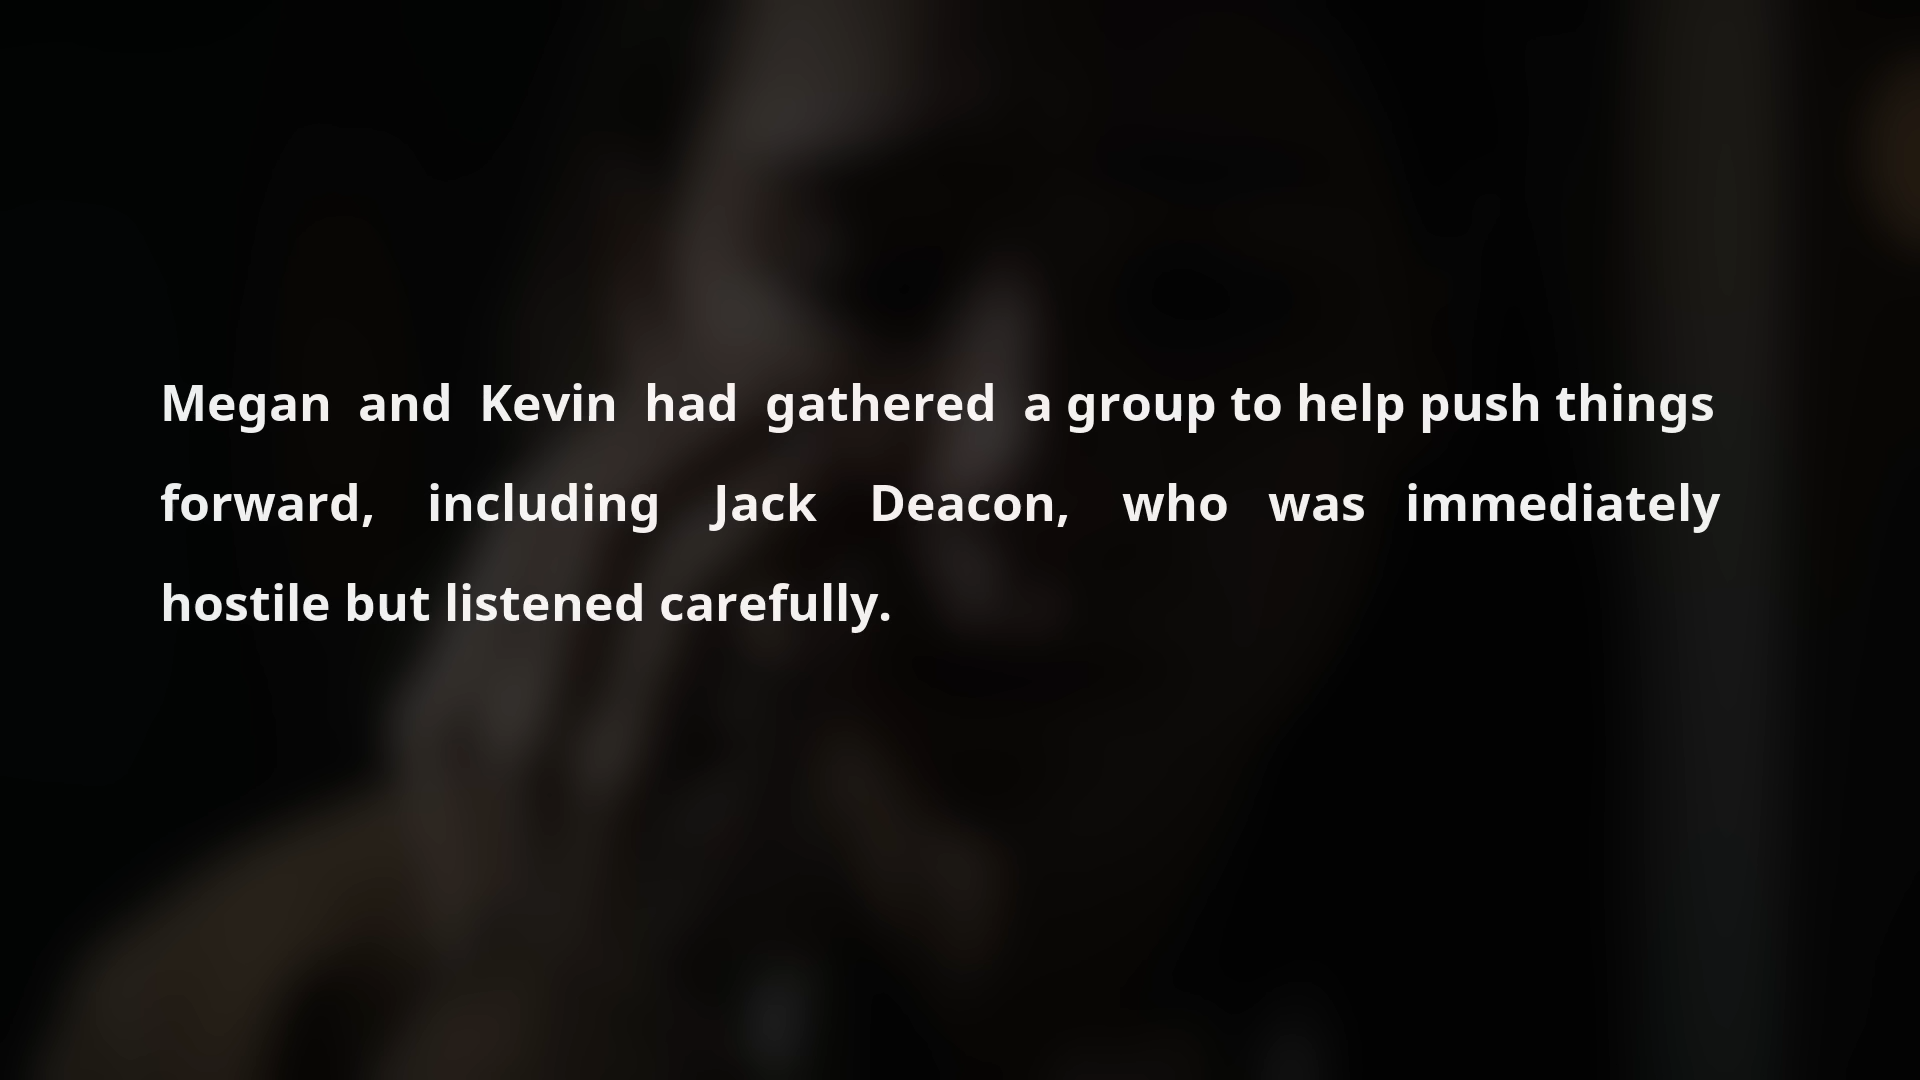 Megan and Kevin had gathered a group to help push things
forward, including Jack Deacon, who was immediately
hostile but listened carefully.